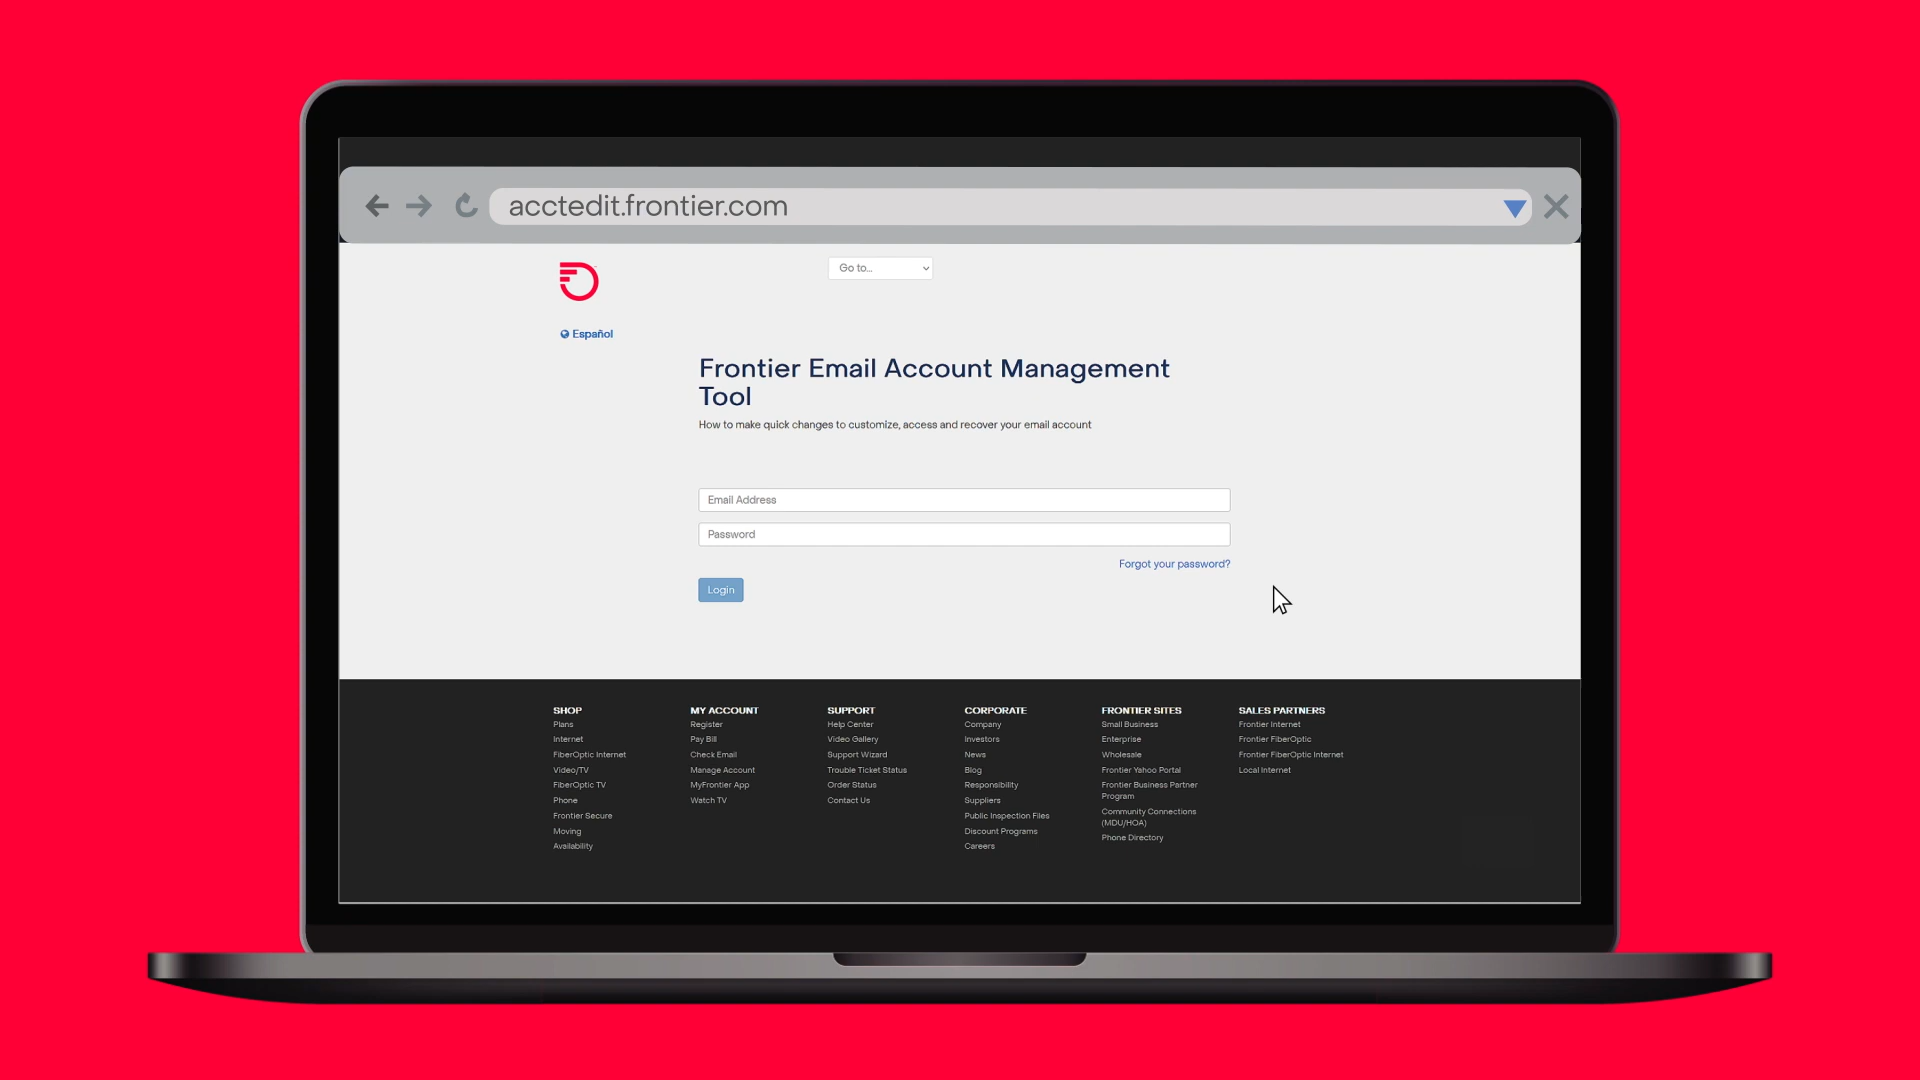 acctedit.frontier.com
Go to...
Español
Frontier Email Account Management
Tool
How to make quick changes to customize, access and recover your email account
Email Address
Password
Forgot your password?
Login
SHOP
Plans
Internet
FiberOptic Internet
Video/TV
FiberOptic TV
Phone
Frontier Secure
Moving
Availability
MY ACCOUNT
Register
Pay Bill
Check Email
Manage Account
MyFrontier App
Watch TV
SUPPORT
Help Center
Video Gallery
Support Wizard
Trouble Ticket Status
Order Status
Contact Us
CORPORATE
Company
Investors
News
Blog
Responsibility
Suppliers
Public Inspection Files
Discount Programs
Careers
FRONTIER SITES
Small Business
Enterprise
Wholesale
Frontier Yahoo Portal
Frontier Business Partner
Program
Community Connections
(MDU/HOA)
Phone Directory
SALES PARTNERS
Frontier Internet
Frontier FiberOptic
Frontier FiberOptic Internet
Local Internet